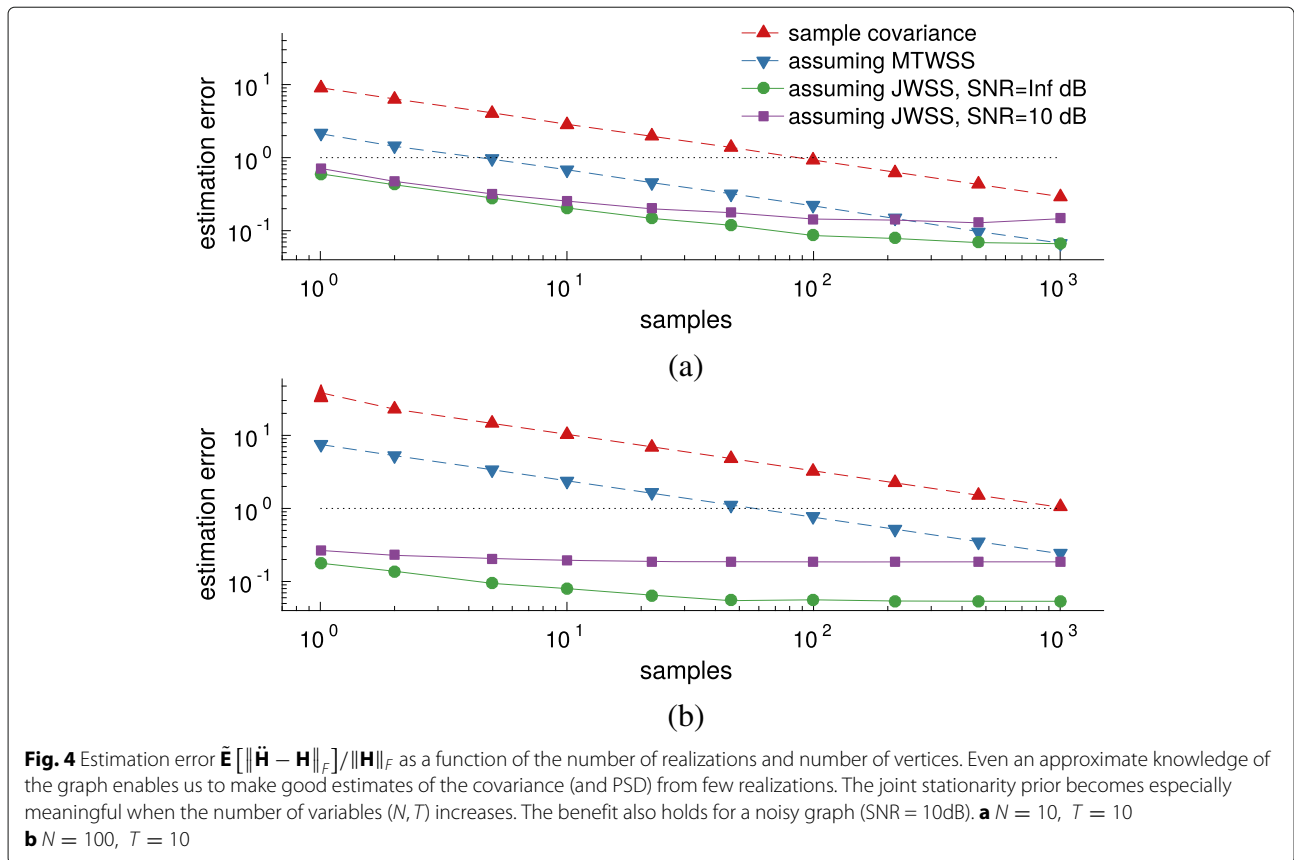 sample covariance
assuming MTWSS
assuming JWSS, SNR=Inf dB
assuming JWSS, SNR=10 dB
estimation error
10^1
10^0
10^-1
10^0 10^1 10^2 10^3
samples
(a)
estimation error
10^1
10^0
10^-1
10^0 10^1 10^2 10^3
samples
(b)
Fig. 4 Estimation error Ẽ[‖Ḧ − H‖_F]/‖H‖_F as a function of the number of realizations and number of vertices. Even an approximate knowledge of
the graph enables us to make good estimates of the covariance (and PSD) from few realizations. The joint stationarity prior becomes especially
meaningful when the number of variables (N, T) increases. The benefit also holds for a noisy graph (SNR = 10dB). a N = 10, T = 10
b N = 100, T = 10